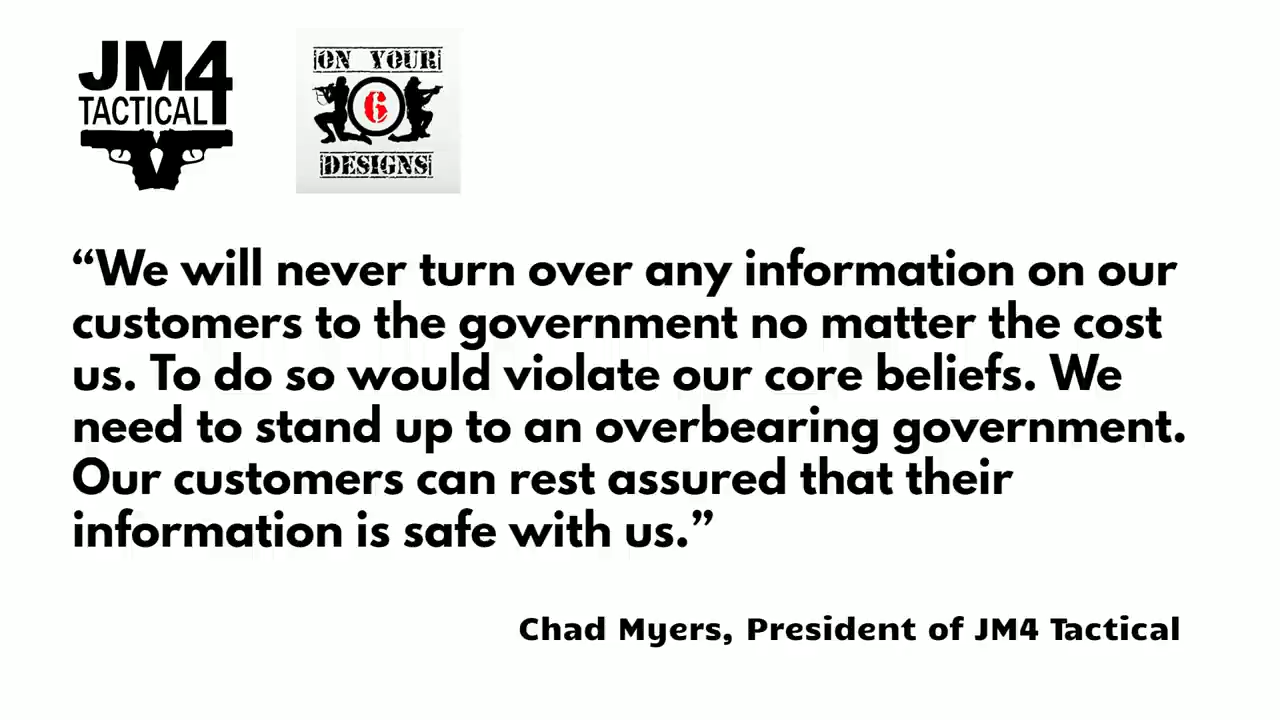 JM4
TACTICAL
ON YOUR
6
DESIGNS
“We will never turn over any information on our
customers to the government no matter the cost
us. To do so would violate our core beliefs. We
need to stand up to an overbearing government.
Our customers can rest assured that their
information is safe with us.”
Chad Myers, President of JM4 Tactical